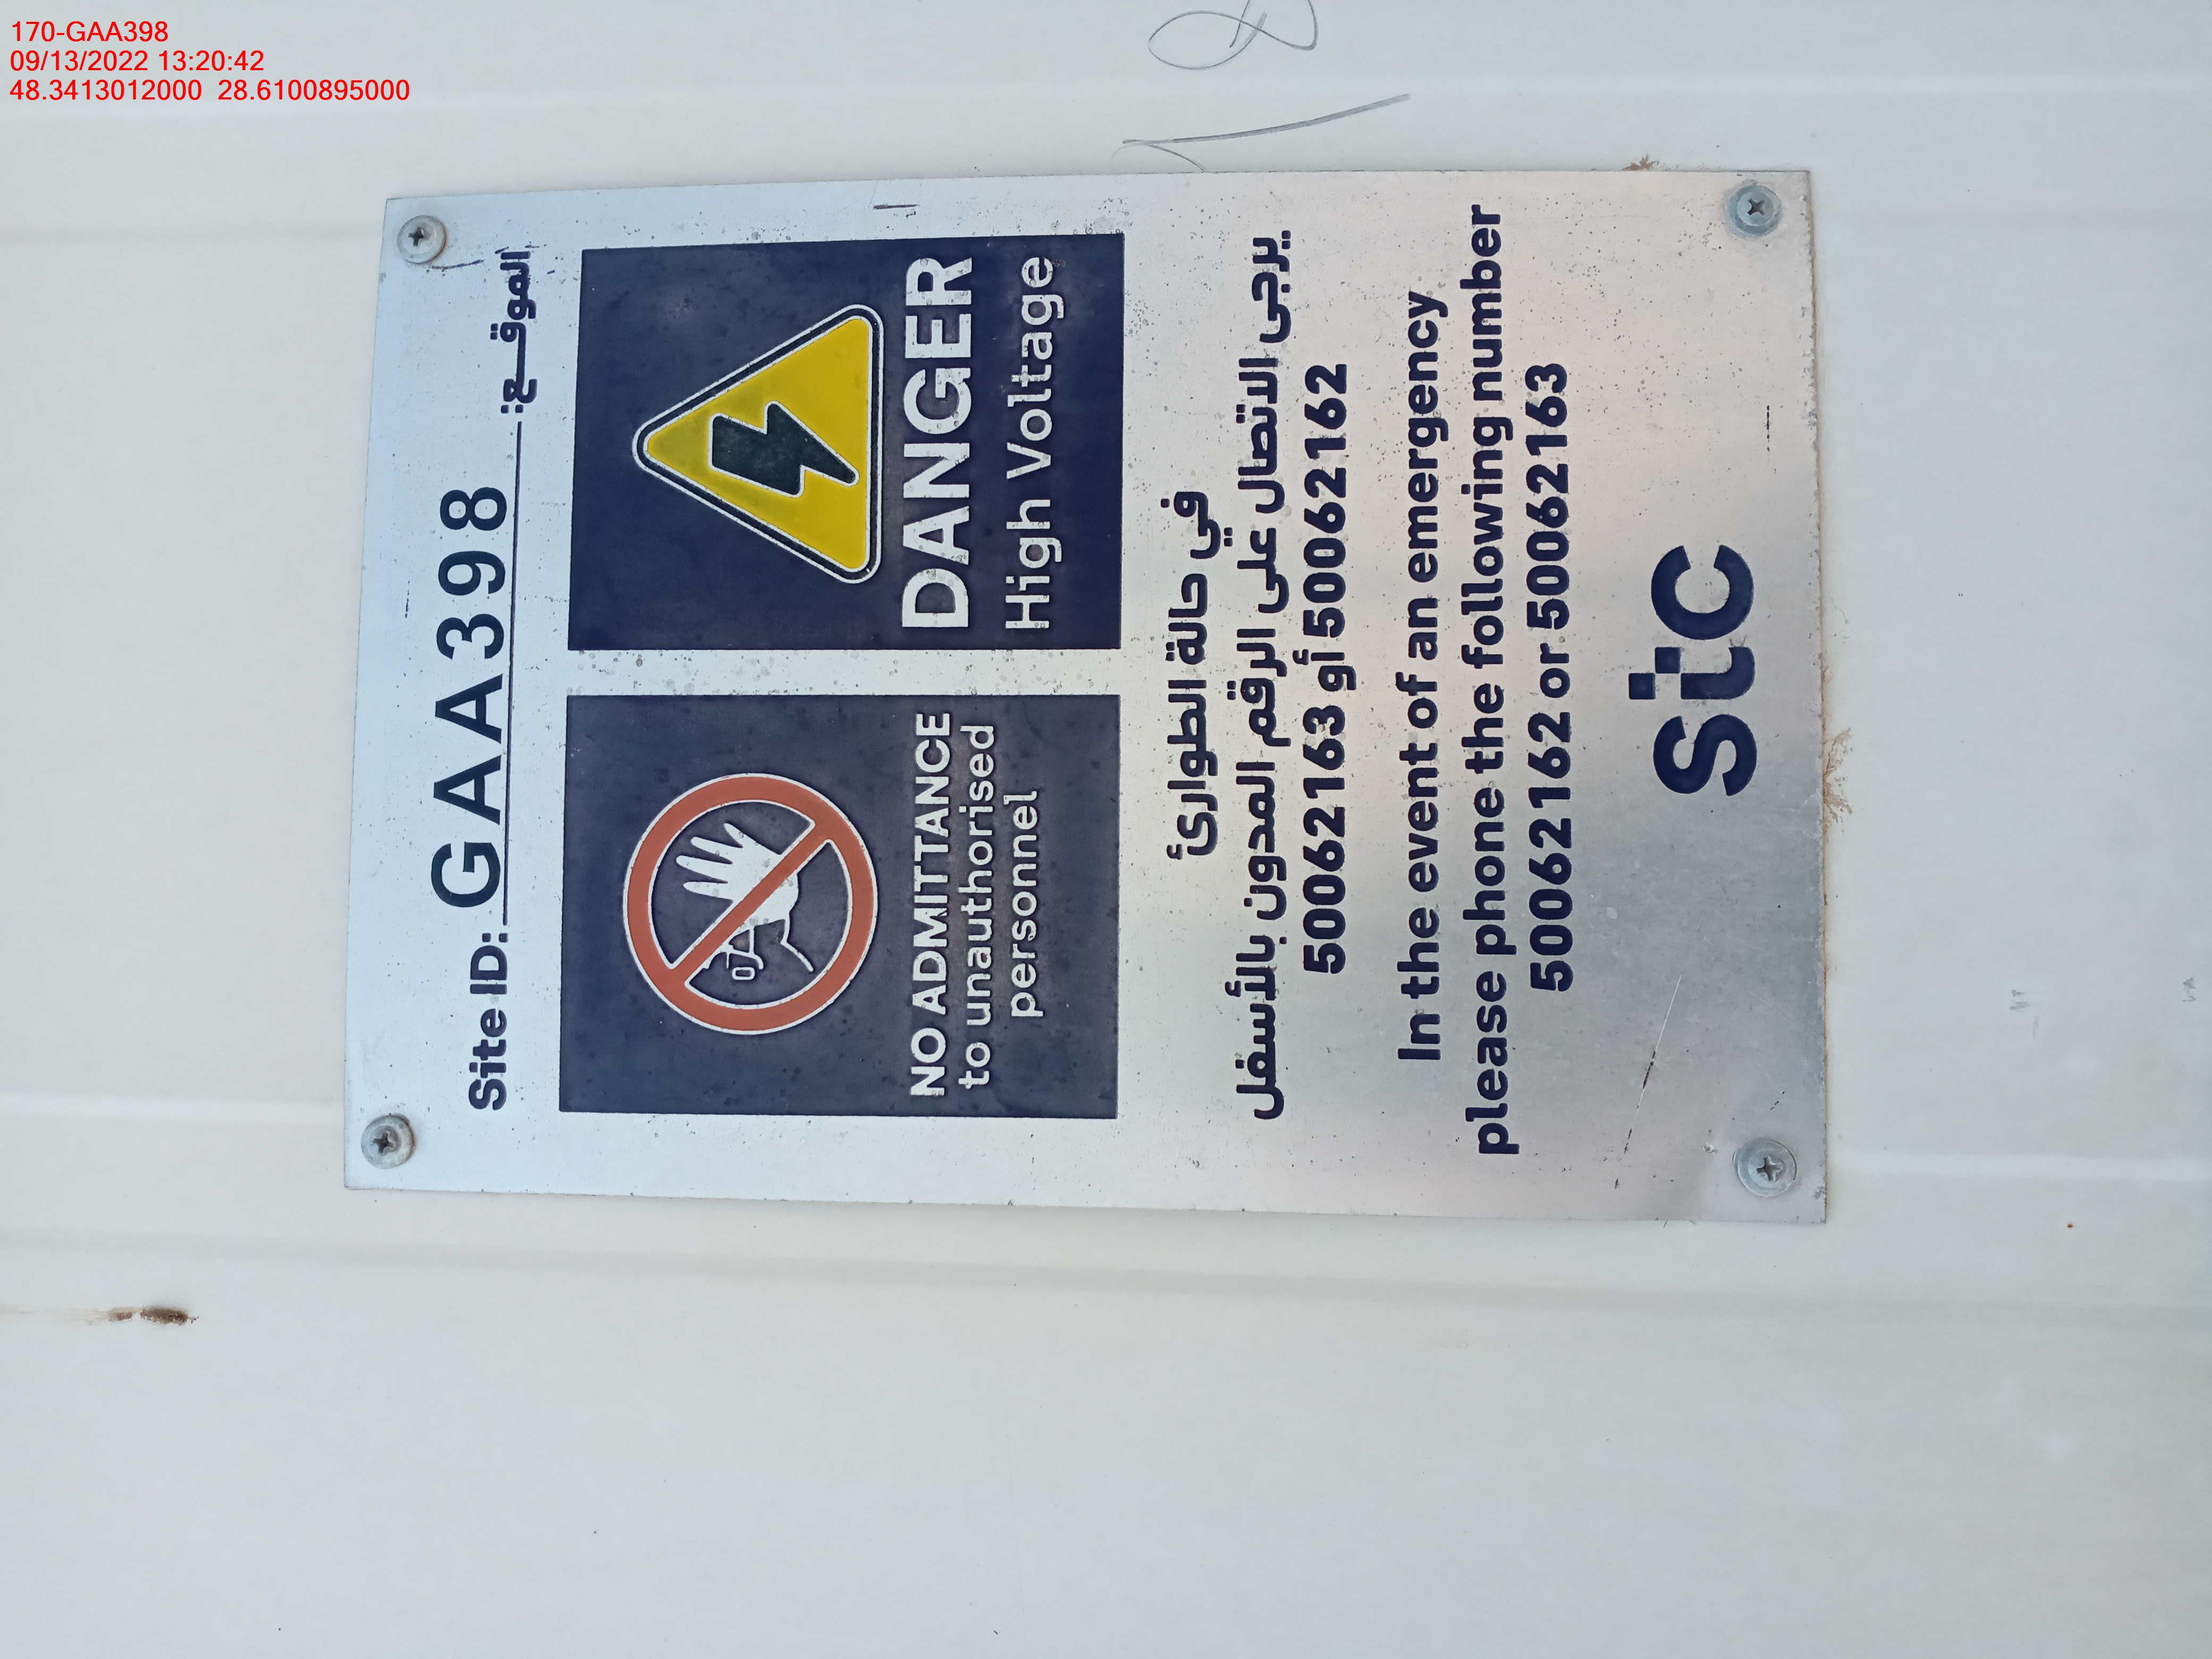 170-GAA398
09/13/2022 13:20:42
48.3413012000 28.6100895000
Site ID: GAA398 الموقـــع:
NO ADMITTANCE
to unauthorised
personnel
DANGER
High Voltage
في حالة الطوارئ
يرجى الاتصال على الرقم المدون بالأسفل
50062163 أو 50062162
In the event of an emergency
please phone the following number
50062162 or 50062163
stc